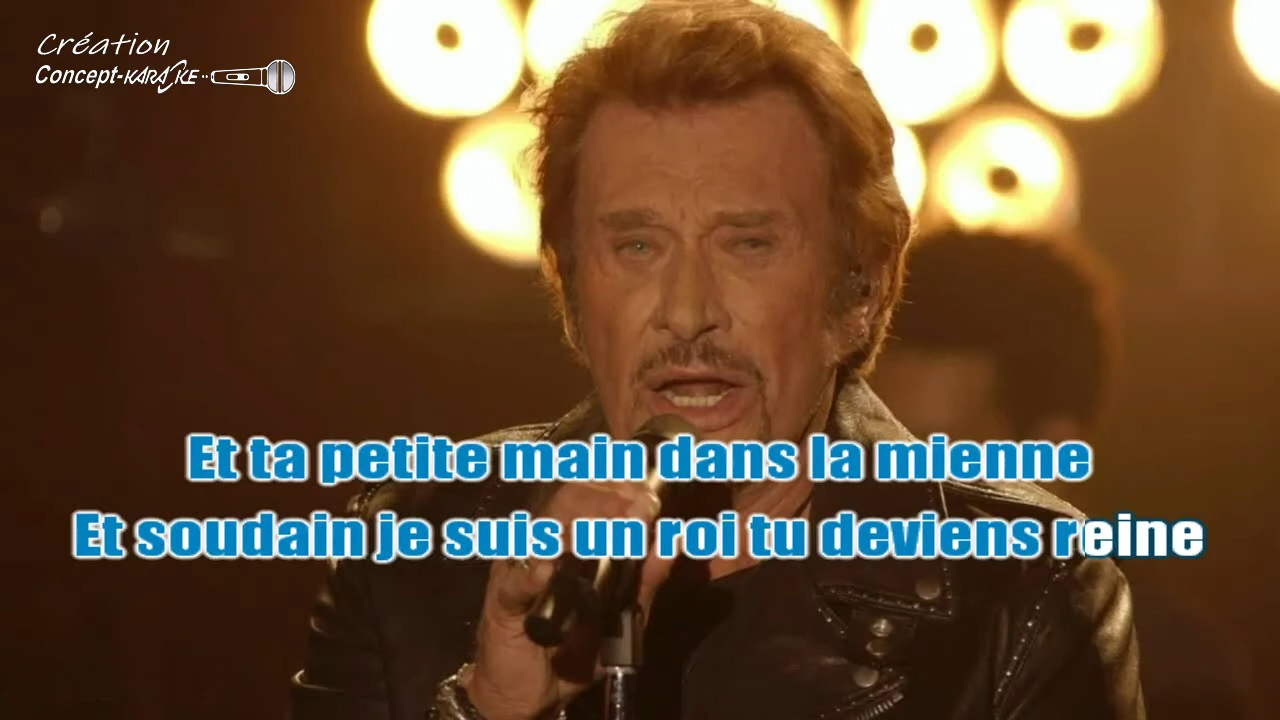 Création
Concept-KARAOKE
Et ta petite main dans la mienne
Et soudain je suis un roi tu deviens reine